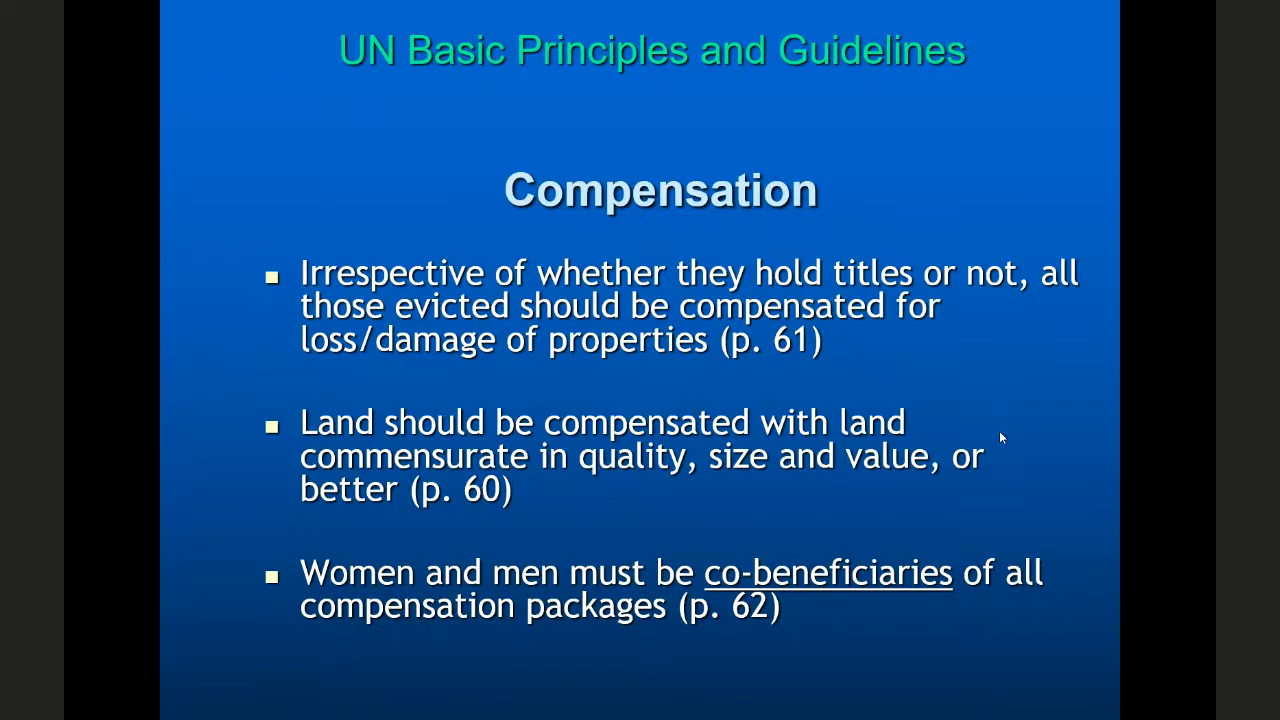 UN Basic Principles and Guidelines
Compensation
Irrespective of whether they hold titles or not, all
those evicted should be compensated for
loss/damage of properties (p. 61)
Land should be compensated with land
commensurate in quality, size and value, or
better (p. 60)
Women and men must be co-beneficiaries of all
compensation packages (p. 62)